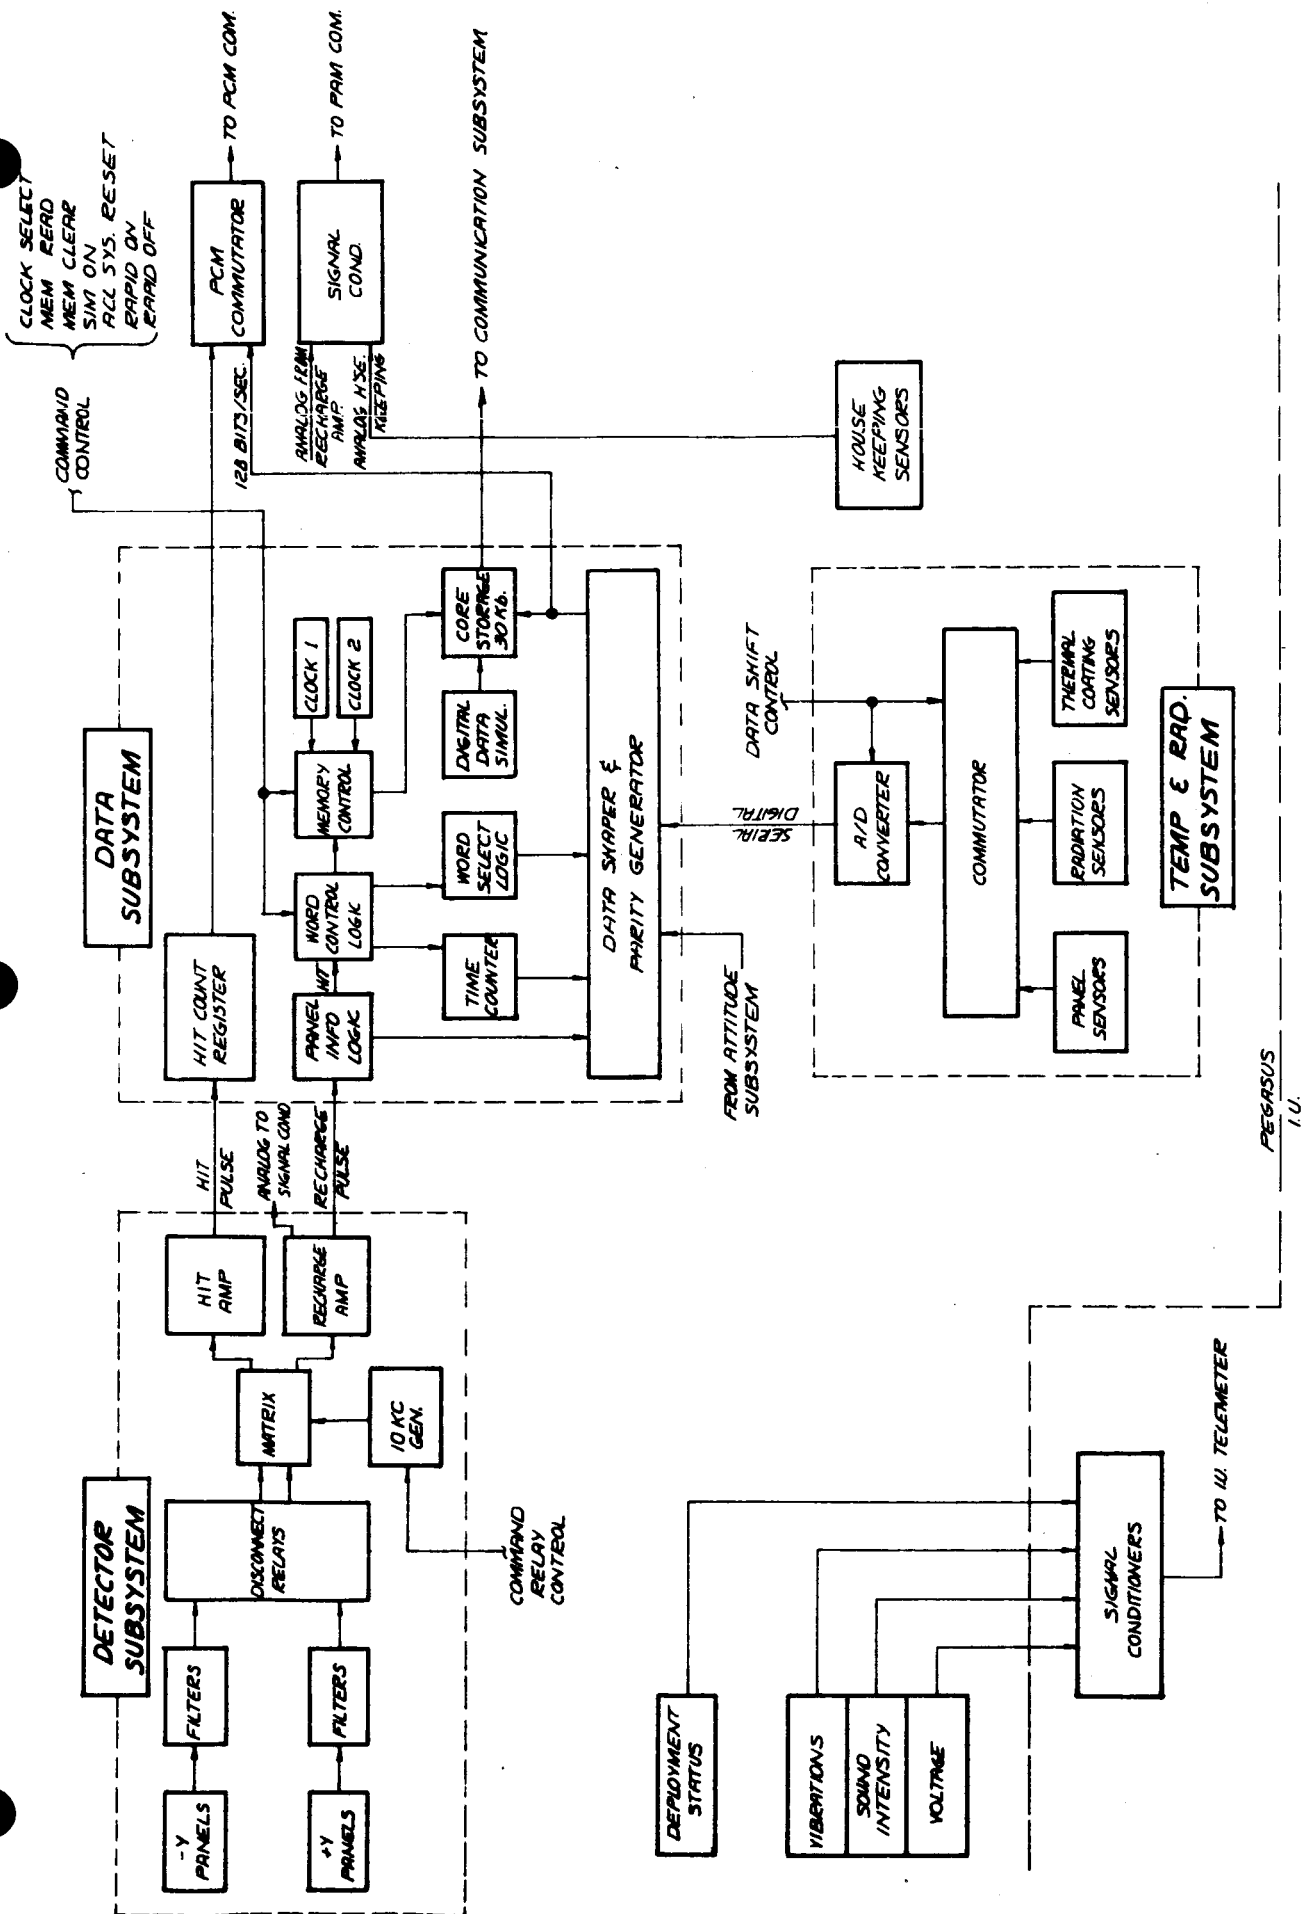 CLOCK SELECT
MEM READ
MEM CLEAR
SIM ON
ALL SYS. RESET
RAPID ON
RAPID OFF
COMMAND
CONTROL
DETECTOR
SUBSYSTEM
-Y
PANELS
FILTERS
+Y
PANELS
FILTERS
DISCONNECT
RELAYS
MATRIX
10 KC
GEN.
COMMAND
RELAY
CONTROL
HIT
AMP
RECHARGE
AMP
HIT
PULSE
ANALOG TO
SIGNAL COND
RECHARGE
PULSE
DATA
SUBSYSTEM
HIT COUNT
REGISTER
PANEL
INFO
LOGIC
HIT
WORD
CONTROL
LOGIC
MEMORY
CONTROL
CLOCK 1
CLOCK 2
TIME
COUNTER
WORD
SELECT
LOGIC
DIGITAL
DATA
SIMUL.
CORE
STORAGE
30 Kb.
DATA SHAPER &
PARITY GENERATOR
128 BITS/SEC.
PCM
COMMUTATOR
TO PCM COM.
ANALOG FROM
RECHARGE
AMP.
ANALOG H'SE.
KEEPING
SIGNAL
COND.
TO PAM COM.
TO COMMUNICATION SUBSYSTEM
HOUSE
KEEPING
SENSORS
FROM ATTITUDE
SUBSYSTEM
SERIAL
DIGITAL
DATA SHIFT
CONTROL
A/D
CONVERTER
COMMUTATOR
PANEL
SENSORS
RADIATION
SENSORS
THERMAL
COATING
SENSORS
TEMP & RAD.
SUBSYSTEM
DEPLOYMENT
STATUS
VIBRATIONS
SOUND
INTENSITY
VOLTAGE
SIGNAL
CONDITIONERS
TO I.U. TELEMETER
PEGASUS
I.U.